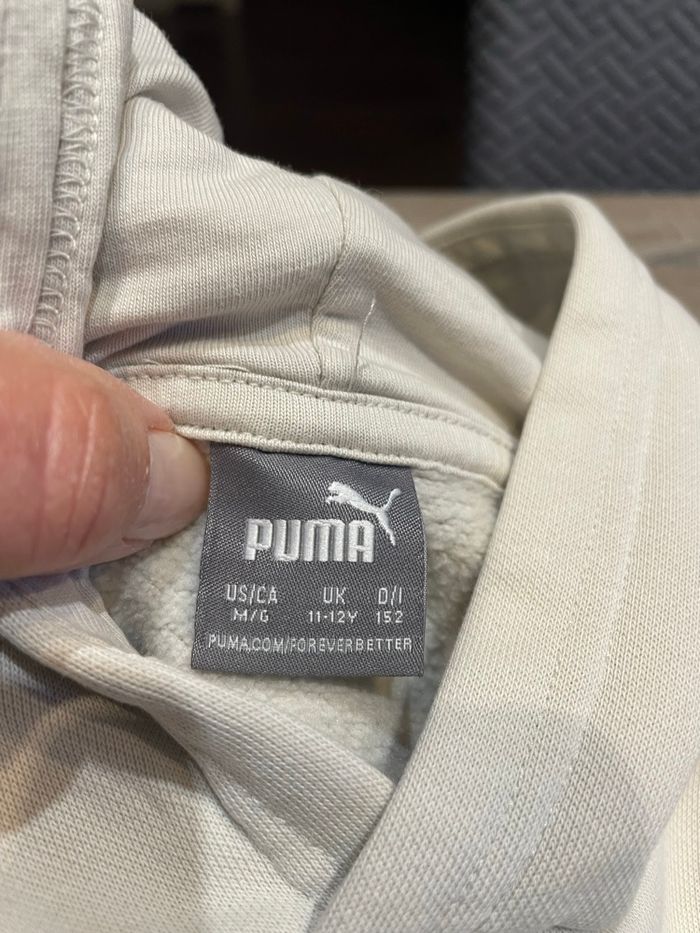 PUMA
US/CA UK D/I
M/G 11-12Y 152
PUMA.COM/FOREVERBETTER